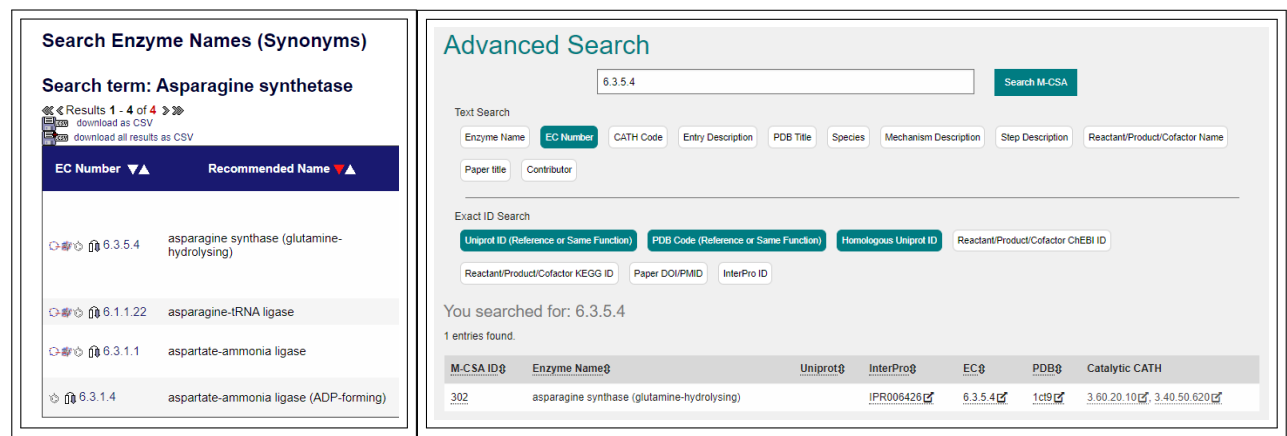 Search Enzyme Names (Synonyms)
Search term: Asparagine synthetase
Results 1 - 4 of 4
download as CSV
download all results as CSV
EC Number Recommended Name
6.3.5.4 asparagine synthase (glutamine-
hydrolysing)
6.1.1.22 asparagine-tRNA ligase
6.3.1.1 aspartate-ammonia ligase
6.3.1.4 aspartate-ammonia ligase (ADP-forming)
Advanced Search
6.3.5.4 Search M-CSA
Text Search
Enzyme Name EC Number CATH Code Entry Description PDB Title Species Mechanism Description Step Description Reactant/Product/Cofactor Name
Paper title Contributor
Exact ID Search
Uniprot ID (Reference or Same Function) PDB Code (Reference or Same Function) Homologous Uniprot ID Reactant/Product/Cofactor ChEBI ID
Reactant/Product/Cofactor KEGG ID Paper DOI/PMID InterPro ID
You searched for: 6.3.5.4
1 entries found.
M-CSA ID Enzyme Name Uniprot InterPro EC PDB Catalytic CATH
302 asparagine synthase (glutamine-hydrolysing) IPR006426 6.3.5.4 1ct9 3.60.20.10, 3.40.50.620